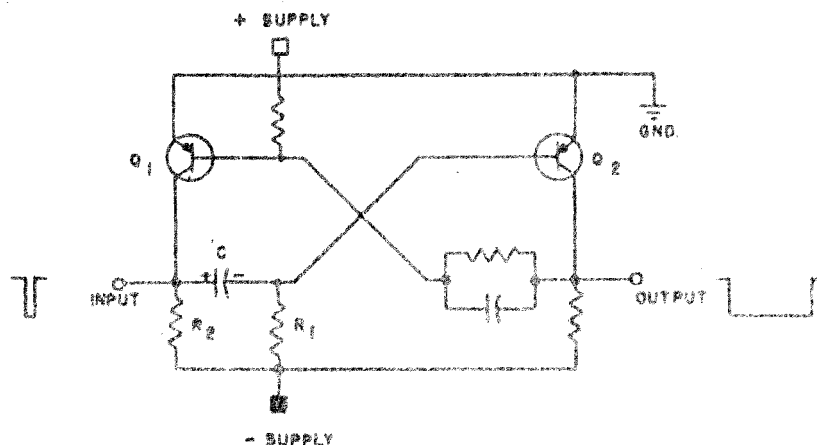 + SUPPLY
GND.
Q1
Q2
C
+ -
INPUT
R2
R1
OUTPUT
- SUPPLY